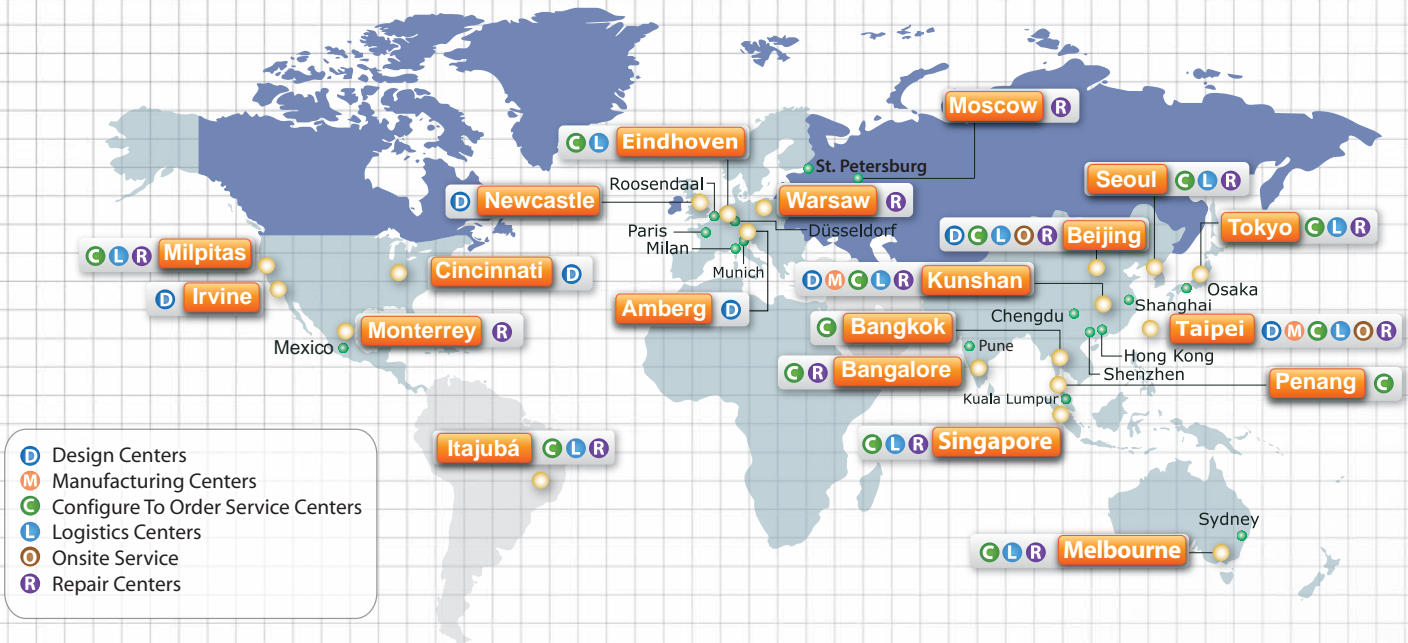 Moscow R
C L Eindhoven
St. Petersburg
Seoul C L R
Roosendaal
D Newcastle
Warsaw R
Tokyo C L R
Paris
Düsseldorf
D C L O R Beijing
Milan
C L R Milpitas
Munich
Cincinnati D
D M C L R Kunshan
Osaka
D Irvine
Amberg D
Shanghai
Chengdu
Monterrey R
C Bangkok
Taipei D M C L O R
Mexico
Pune
Hong Kong
C R Bangalore
Shenzhen
Penang C
Kuala Lumpur
Itajubá C L R
C L R Singapore
D Design Centers
M Manufacturing Centers
C Configure To Order Service Centers
L Logistics Centers
O Onsite Service
R Repair Centers
Sydney
C L R Melbourne